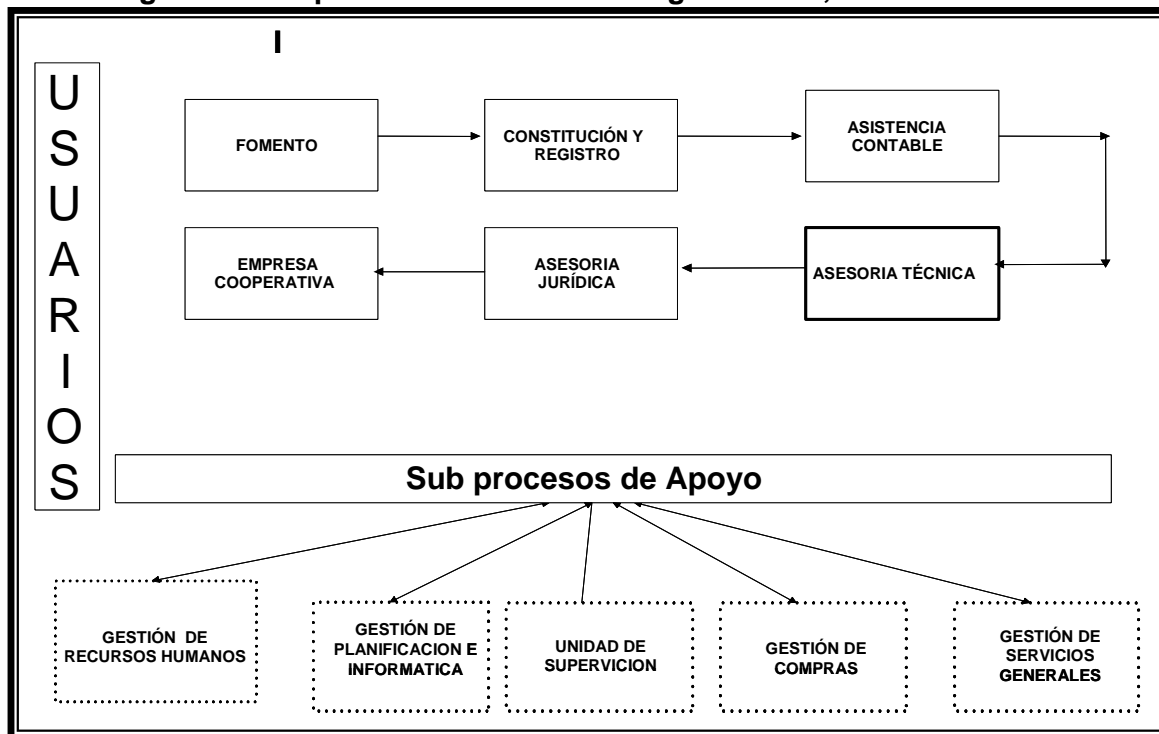 I
USUARIOS
FOMENTO
CONSTITUCIÓN Y
REGISTRO
ASISTENCIA
CONTABLE
EMPRESA
COOPERATIVA
ASESORIA
JURÍDICA
ASESORIA TÉCNICA
Sub procesos de Apoyo
GESTIÓN DE
RECURSOS HUMANOS
GESTIÓN DE
PLANIFICACION E
INFORMATICA
UNIDAD DE
SUPERVICION
GESTIÓN DE
COMPRAS
GESTIÓN DE
SERVICIOS
GENERALES